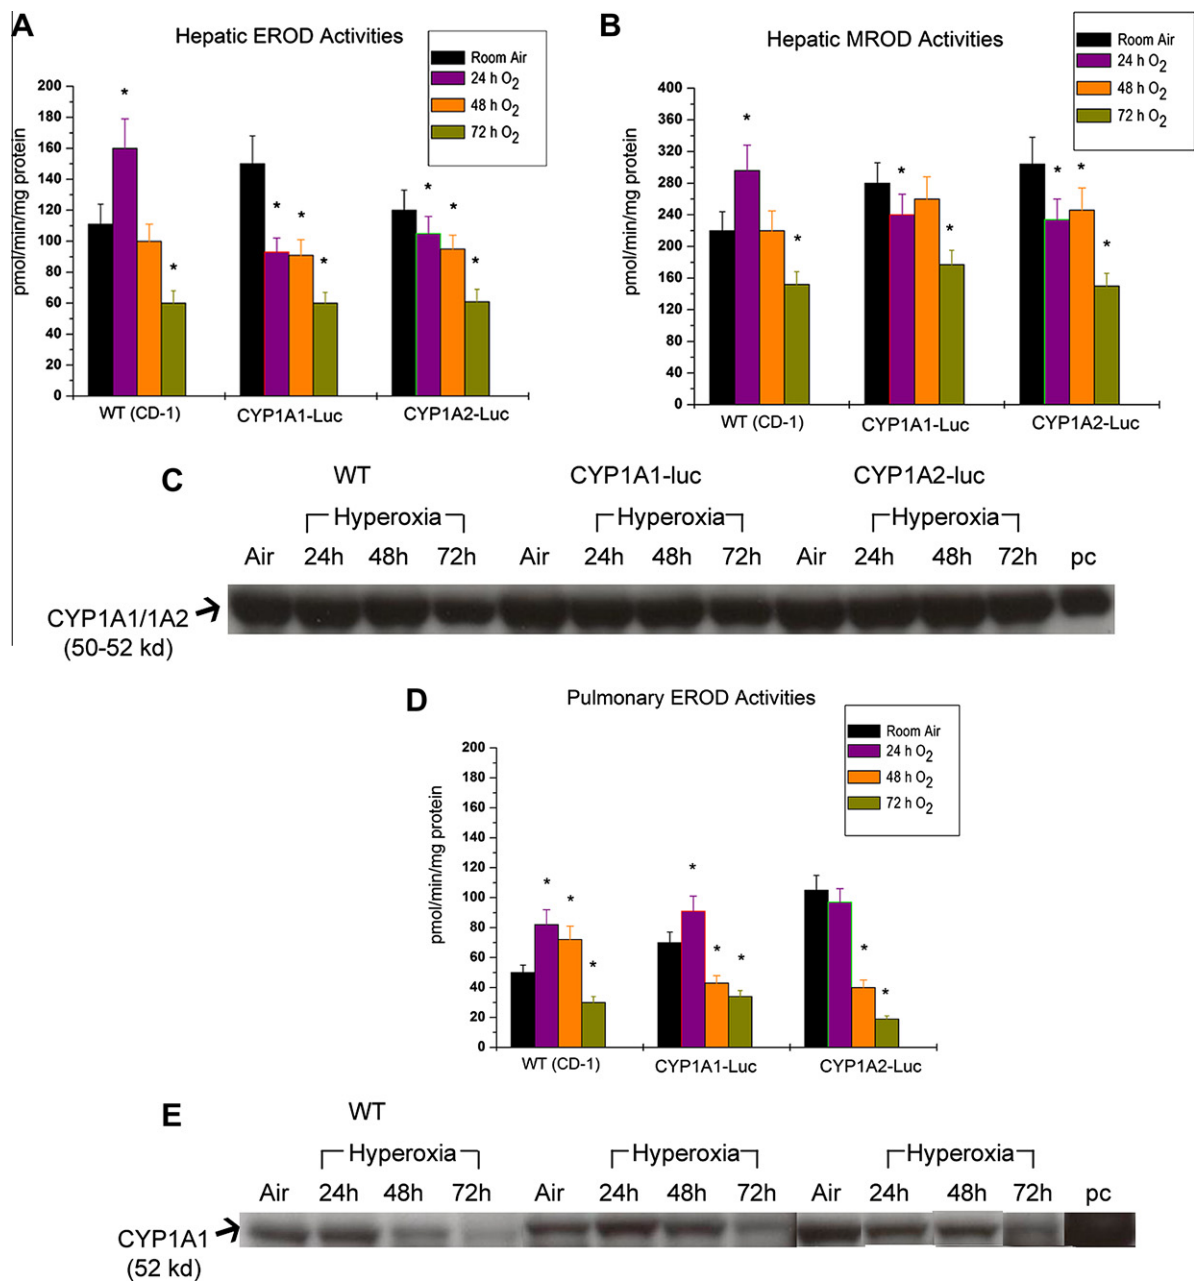 A
Hepatic EROD Activities
Room Air
24 h O2
48 h O2
72 h O2
pmol/min/mg protein
200
180
160
140
120
100
80
60
40
20
0
*
*
*
*
*
*
*
*
WT (CD-1)
CYP1A1-Luc
CYP1A2-Luc
B
Hepatic MROD Activities
Room Air
24 h O2
48 h O2
72 h O2
pmol/min/mg protein
400
360
320
280
240
200
160
120
80
40
0
*
*
*
*
*
*
*
WT (CD-1)
CYP1A1-Luc
CYP1A2-Luc
C
WT CYP1A1-luc CYP1A2-luc
Hyperoxia Hyperoxia Hyperoxia
Air 24h 48h 72h Air 24h 48h 72h Air 24h 48h 72h pc
CYP1A1/1A2
(50-52 kd)
D
Pulmonary EROD Activities
Room Air
24 h O2
48 h O2
72 h O2
pmol/min/mg protein
200
180
160
140
120
100
80
60
40
20
0
*
*
*
*
*
*
*
*
WT (CD-1)
CYP1A1-Luc
CYP1A2-Luc
E
WT
Hyperoxia Hyperoxia Hyperoxia
Air 24h 48h 72h Air 24h 48h 72h Air 24h 48h 72h pc
CYP1A1
(52 kd)